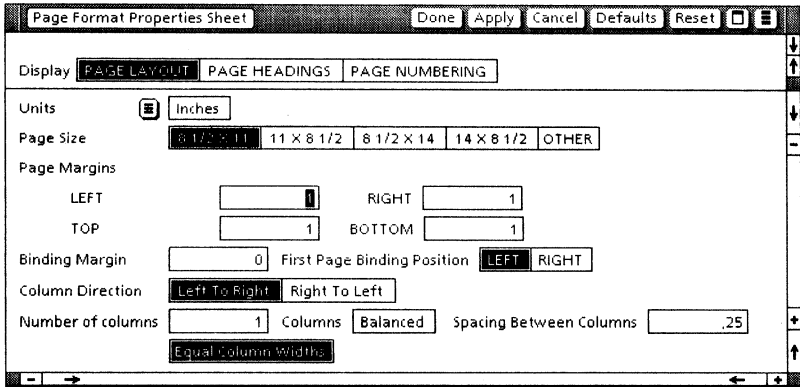 Page Format Properties Sheet Done Apply Cancel Defaults Reset
Display PAGE LAYOUT PAGE HEADINGS PAGE NUMBERING
Units Inches
Page Size 8 1/2 X 11 11 X 8 1/2 8 1/2 X 14 14 X 8 1/2 OTHER
Page Margins
LEFT 1 RIGHT 1
TOP 1 BOTTOM 1
Binding Margin 0 First Page Binding Position LEFT RIGHT
Column Direction Left To Right Right To Left
Number of columns 1 Columns Balanced Spacing Between Columns .25
Equal Column Widths